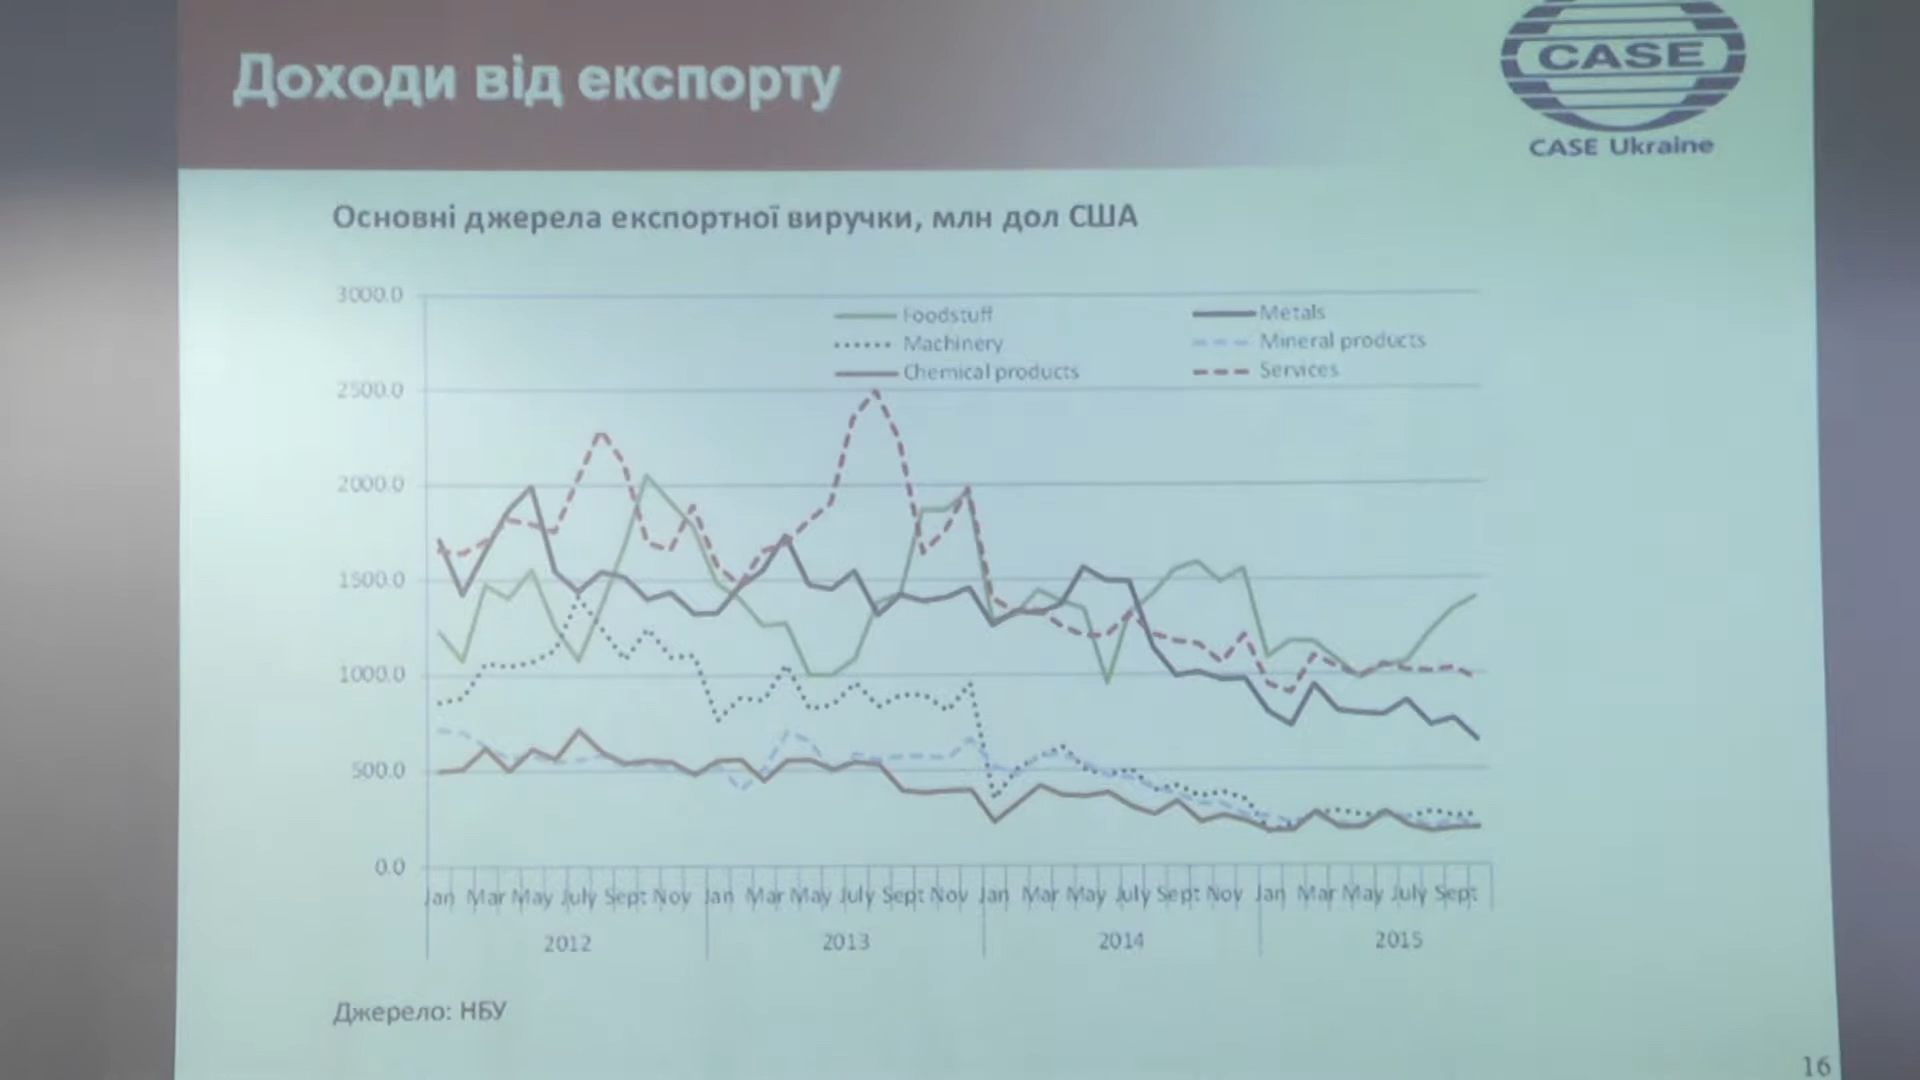 Доходи від експорту
CASE
CASE Ukraine
Основні джерела експортної виручки, млн дол США
3000.0
2500.0
2000.0
1500.0
1000.0
500.0
0.0
Foodstuff
Metals
Machinery
Mineral products
Chemical products
Services
Jan Mar May July Sept Nov Jan Mar May July Sept Nov Jan Mar May July Sept Nov Jan Mar May July Sept
2012 2013 2014 2015
Джерело: НБУ
16